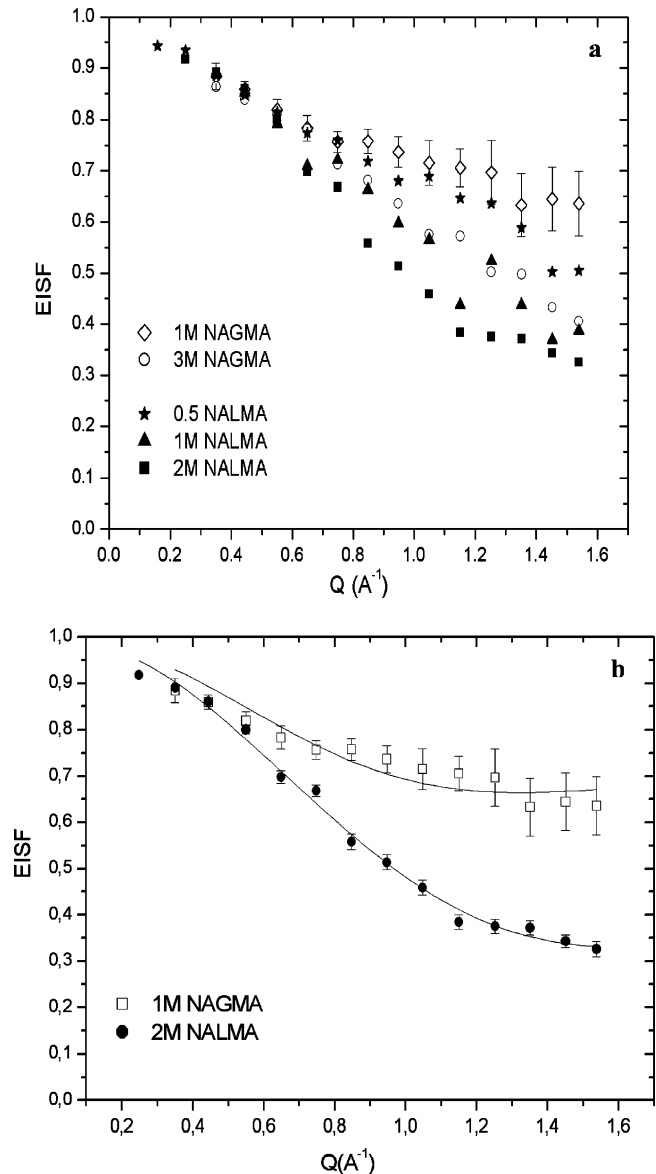 a
1.0
0.9
0.8
0.7
0.6
0.5
0.4
0.3
0.2
0.1
0.0
EISF
1M NAGMA
3M NAGMA
0.5 NALMA
1M NALMA
2M NALMA
0.0 0.2 0.4 0.6 0.8 1.0 1.2 1.4 1.6
Q (A⁻¹)
b
1,0
0,9
0,8
0,7
0,6
0,5
0,4
0,3
0,2
0,1
0,0
EISF
1M NAGMA
2M NALMA
0,2 0,4 0,6 0,8 1,0 1,2 1,4 1,6
Q(A⁻¹)